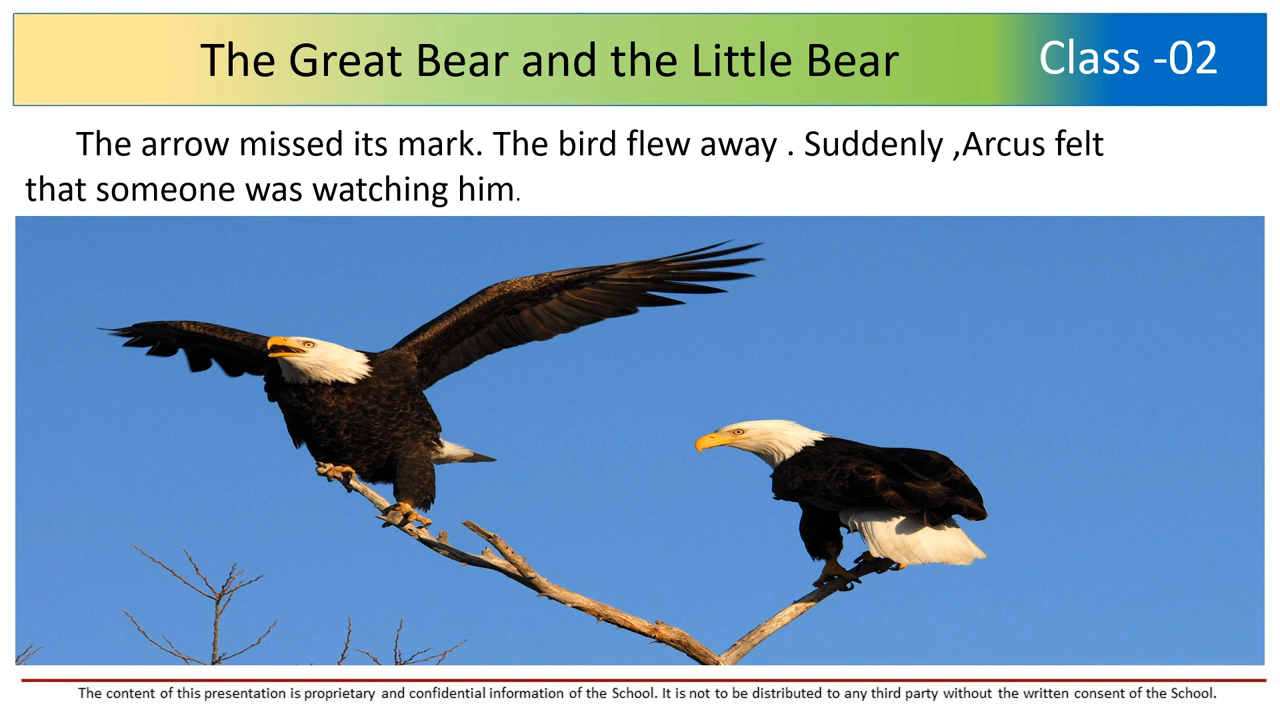 The Great Bear and the Little Bear
Class -02
The arrow missed its mark. The bird flew away . Suddenly ,Arcus felt
that someone was watching him.
The content of this presentation is proprietary and confidential information of the School. It is not to be distributed to any third party without the written consent of the School.